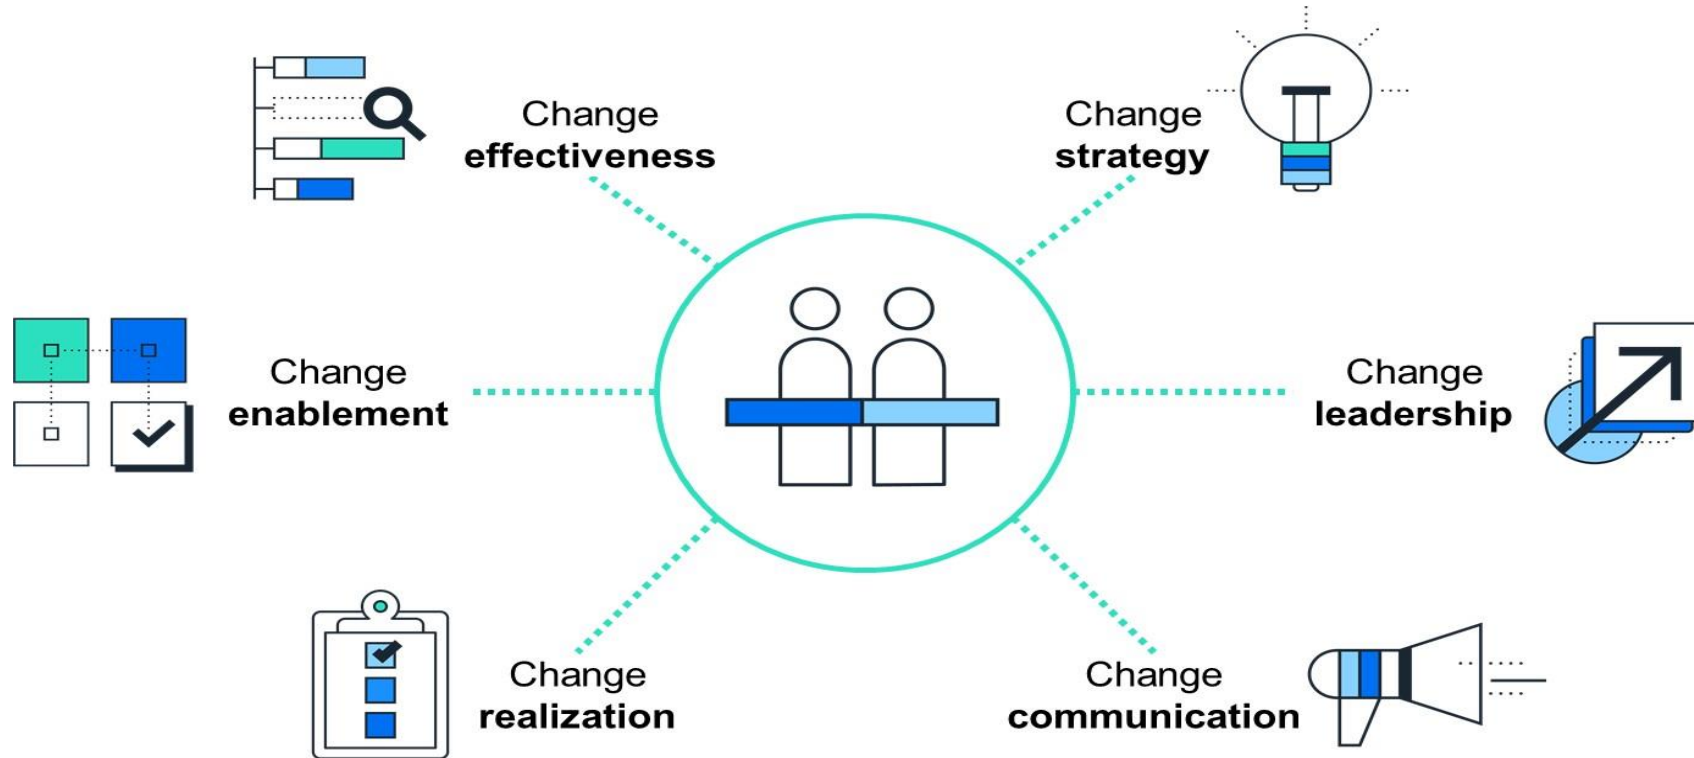 Change
effectiveness
Change
strategy
Change
enablement
Change
leadership
Change
realization
Change
communication